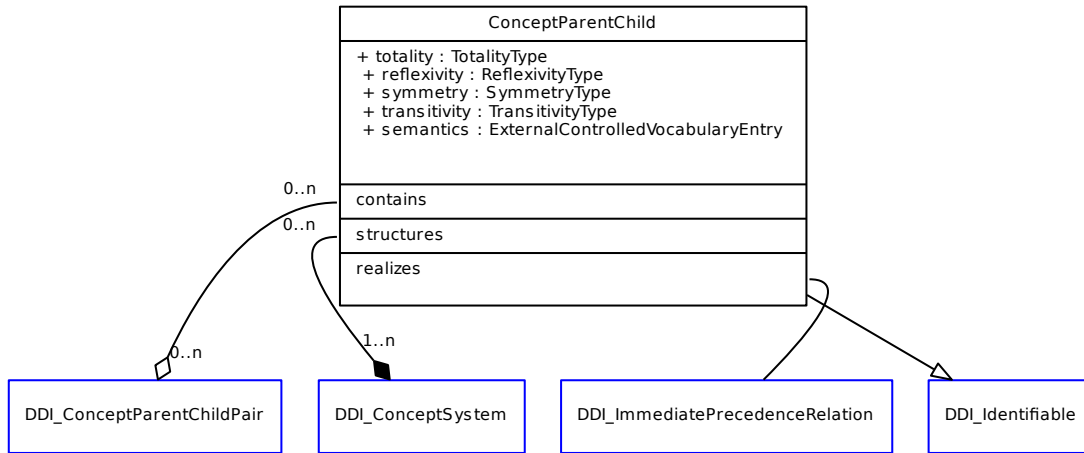 ConceptParentChild
+ totality : TotalityType
+ reflexivity : ReflexivityType
+ symmetry : SymmetryType
+ transitivity : TransitivityType
+ semantics : ExternalControlledVocabularyEntry
0..n
contains
0..n
structures
realizes
0..n
1..n
DDI_ConceptParentChildPair
DDI_ConceptSystem
DDI_ImmediatePrecedenceRelation
DDI_Identifiable